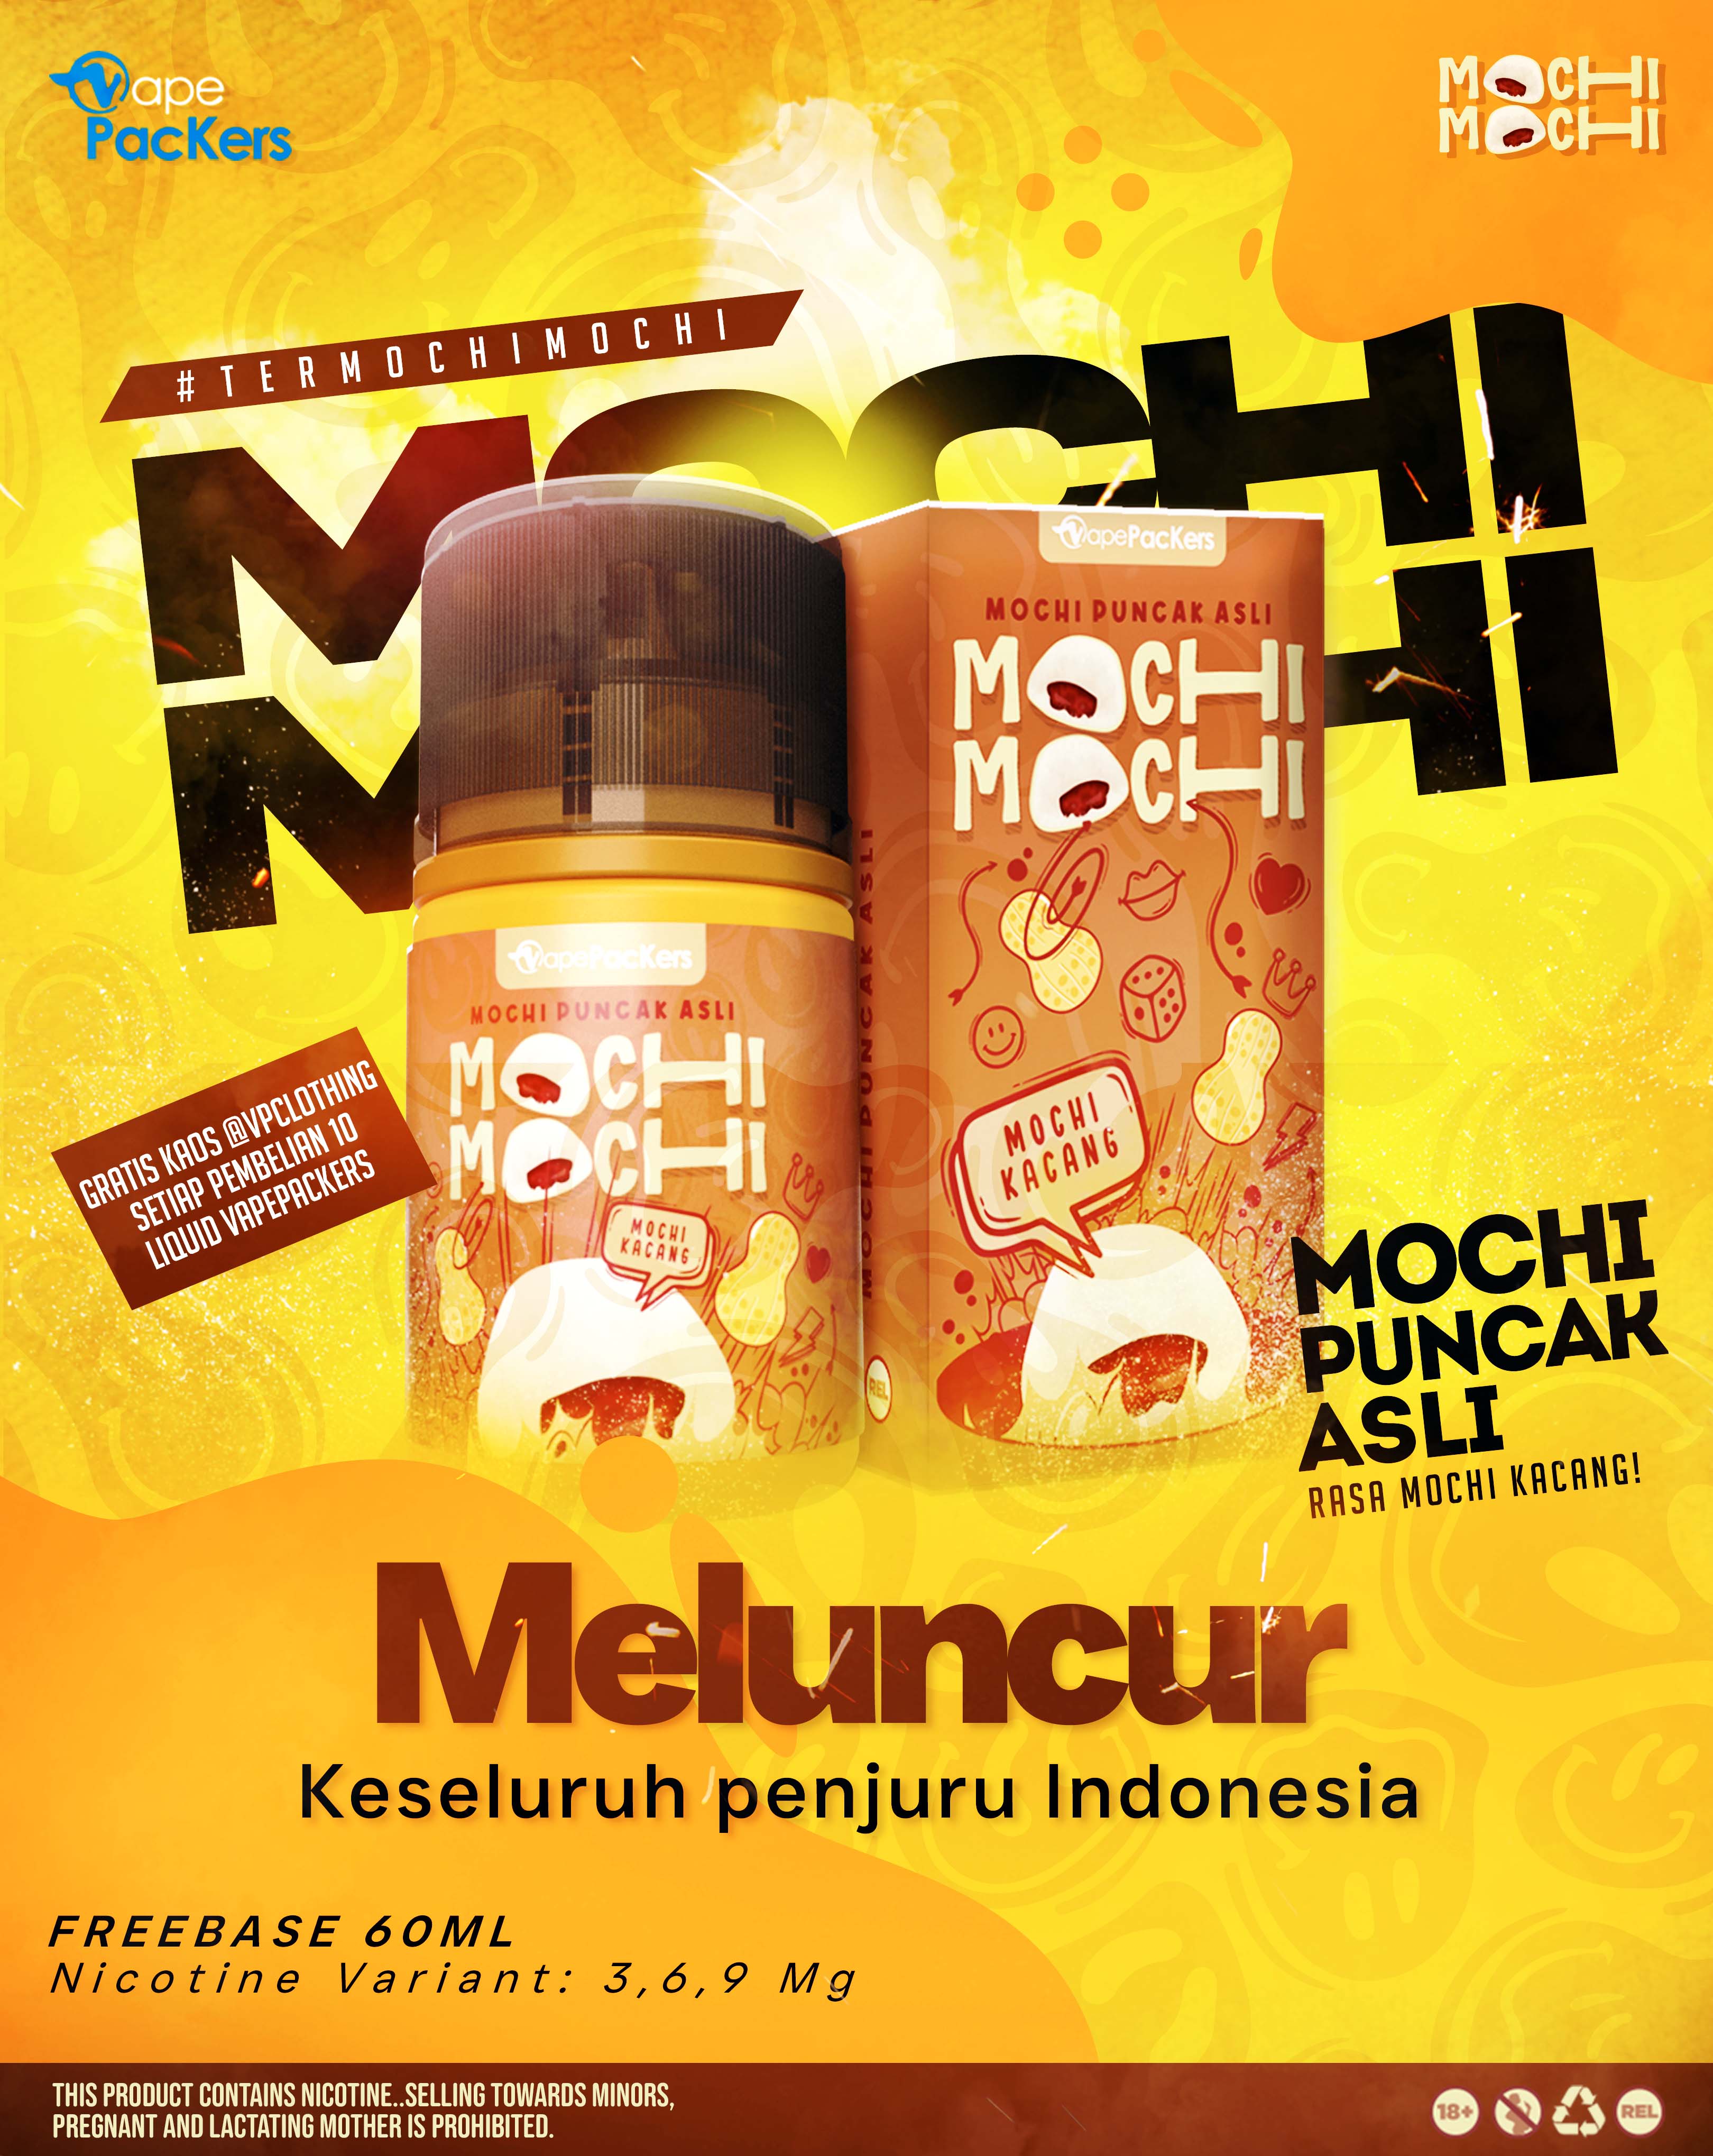 Vape
PacKers
MOCHI
MOCHI
#TERMOCHIMOCHI
MOCHI
M HI
VapePacKers
MOCHI PUNCAK ASLI
MOCHI
MOCHI
MOCHI
KACANG
MOCHI PUNCAK ASLI
REL
VapePacKers
MOCHI PUNCAK ASLI
MOCHI
MOCHI
MOCHI
KACANG
GRATIS KAOS @VPCLOTHING
SETIAP PEMBELIAN 10
LIQUID VAPEPACKERS
MOCHI
PUNCAK
ASLI
RASA MOCHI KACANG!
Meluncur
Keseluruh penjuru Indonesia
FREEBASE 60ML
Nicotine Variant: 3,6,9 Mg
THIS PRODUCT CONTAINS NICOTINE..SELLING TOWARDS MINORS,
PREGNANT AND LACTATING MOTHER IS PROHIBITED.
18+
REL